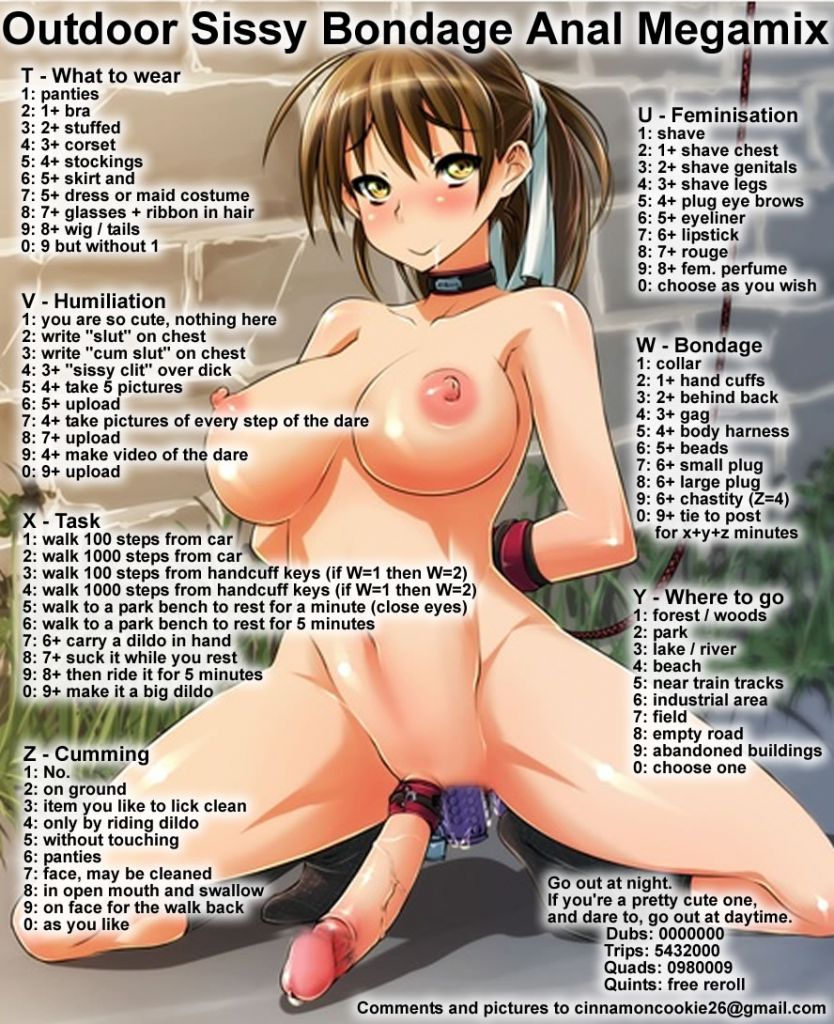 Outdoor Sissy Bondage Anal Megamix
T - What to wear
1: panties
2: 1+ bra
3: 2+ stuffed
4: 3+ corset
5: 4+ stockings
6: 5+ skirt and
7: 5+ dress or maid costume
8: 7+ glasses + ribbon in hair
9: 8+ wig / tails
0: 9 but without 1
U - Feminisation
1: shave
2: 1+ shave chest
3: 2+ shave genitals
4: 3+ shave legs
5: 4+ plug eye brows
6: 5+ eyeliner
7: 6+ lipstick
8: 7+ rouge
9: 8+ fem. perfume
0: choose as you wish
V - Humiliation
1: you are so cute, nothing here
2: write "slut" on chest
3: write "cum slut" on chest
4: 3+ "sissy clit" over dick
5: 4+ take 5 pictures
6: 5+ upload
7: 4+ take pictures of every step of the dare
8: 7+ upload
9: 4+ make video of the dare
0: 9+ upload
W - Bondage
1: collar
2: 1+ hand cuffs
3: 2+ behind back
4: 3+ gag
5: 4+ body harness
6: 5+ beads
7: 6+ small plug
8: 6+ large plug
9: 6+ chastity (Z=4)
0: 9+ tie to post
for x+y+z minutes
X - Task
1: walk 100 steps from car
2: walk 1000 steps from car
3: walk 100 steps from handcuff keys (if W=1 then W=2)
4: walk 1000 steps from handcuff keys (if W=1 then W=2)
5: walk to a park bench to rest for a minute (close eyes)
6: walk to a park bench to rest for 5 minutes
7: 6+ carry a dildo in hand
8: 7+ suck it while you rest
9: 8+ then ride it for 5 minutes
0: 9+ make it a big dildo
Y - Where to go
1: forest / woods
2: park
3: lake / river
4: beach
5: near train tracks
6: industrial area
7: field
8: empty road
9: abandoned buildings
0: choose one
Z - Cumming
1: No.
2: on ground
3: item you like to lick clean
4: only by riding dildo
5: without touching
6: panties
7: face, may be cleaned
8: in open mouth and swallow
9: on face for the walk back
0: as you like
Go out at night.
If you're a pretty cute one,
and dare to, go out at daytime.
Dubs: 0000000
Trips: 5432000
Quads: 0980009
Quints: free reroll
Comments and pictures to cinnamoncookie26@gmail.com